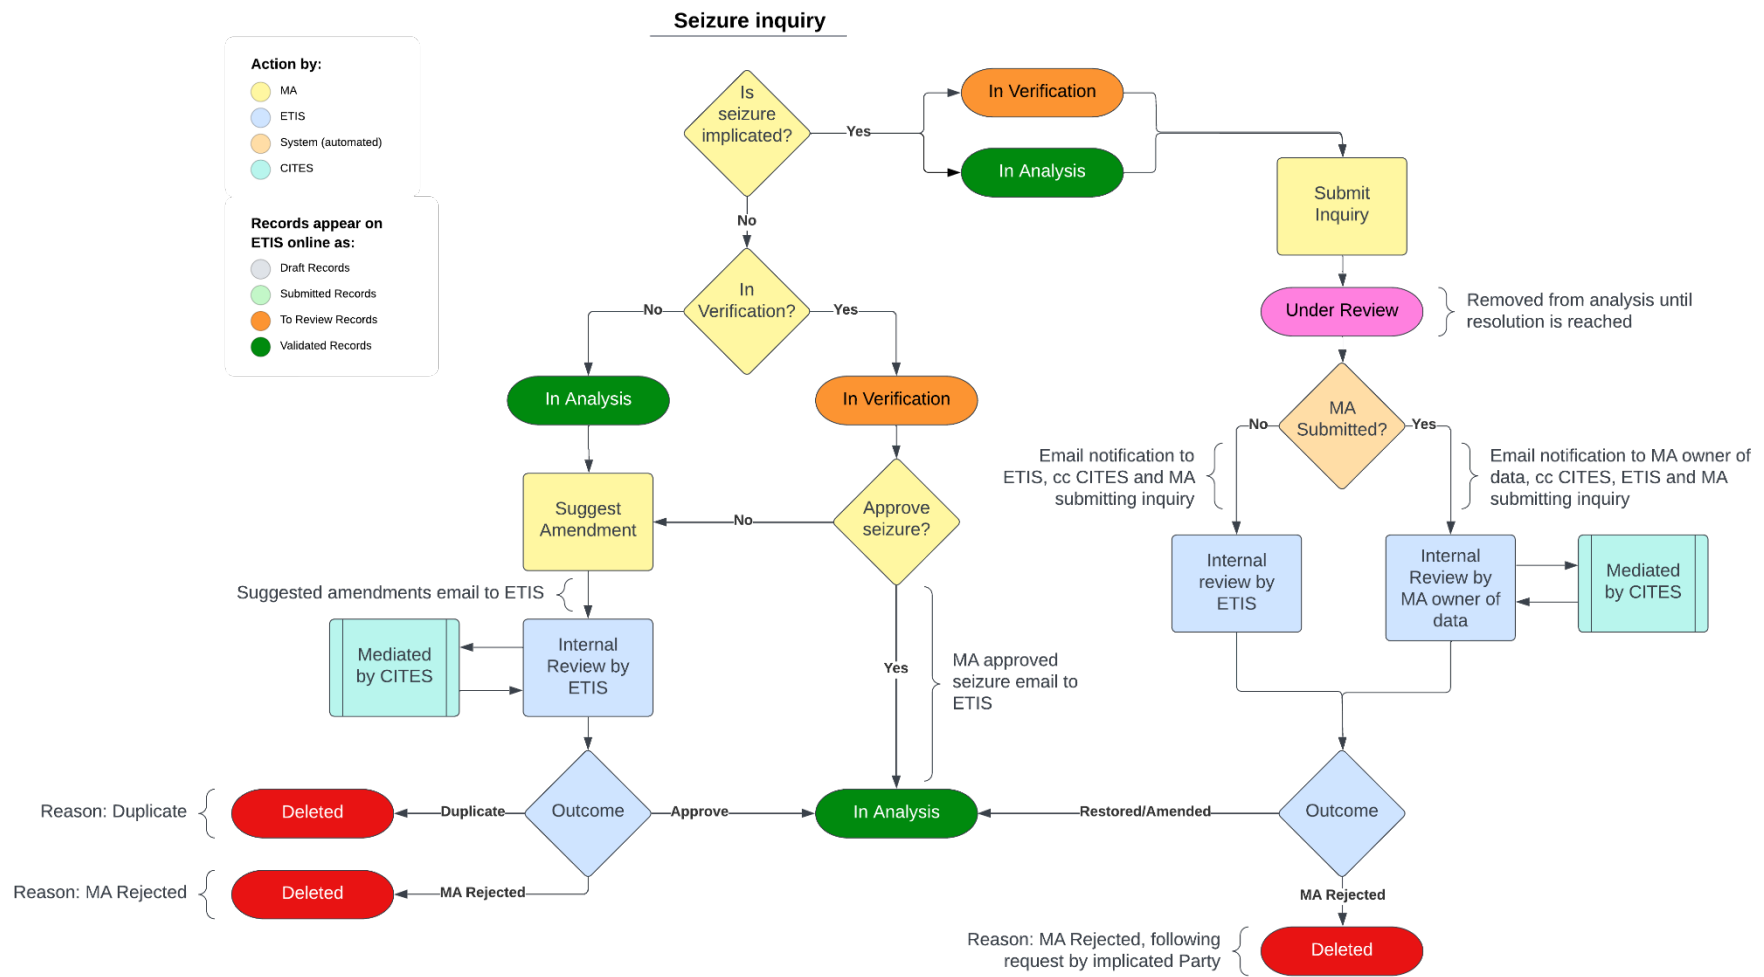 Seizure inquiry
Action by:
MA
ETIS
System (automated)
CITES
Records appear on
ETIS online as:
Draft Records
Submitted Records
To Review Records
Validated Records
Is
seizure
implicated?
Yes
In Verification
In Analysis
Submit
Inquiry
No
In
Verification?
No
Yes
Under Review
Removed from analysis until
resolution is reached
In Analysis
In Verification
MA
Submitted?
No
Yes
Email notification to
ETIS, cc CITES and MA
submitting inquiry
Email notification to MA owner of
data, cc CITES, ETIS and MA
submitting inquiry
Suggest
Amendment
No
Approve
seizure?
Internal
review by
ETIS
Internal
Review by
MA owner of
data
Mediated
by CITES
Suggested amendments email to ETIS
Mediated
by CITES
Internal
Review by
ETIS
Yes
MA approved
seizure email to
ETIS
Reason: Duplicate
Deleted
Duplicate
Outcome
Approve
In Analysis
Restored/Amended
Outcome
Reason: MA Rejected
Deleted
MA Rejected
MA Rejected
Reason: MA Rejected, following
request by implicated Party
Deleted